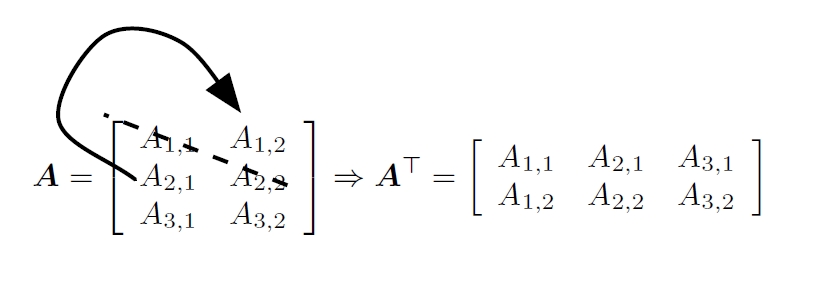 A = [ A1,1 A1,2
A2,1 A2,2
A3,1 A3,2 ] ⇒ A⊤ = [ A1,1 A2,1 A3,1
A1,2 A2,2 A3,2 ]